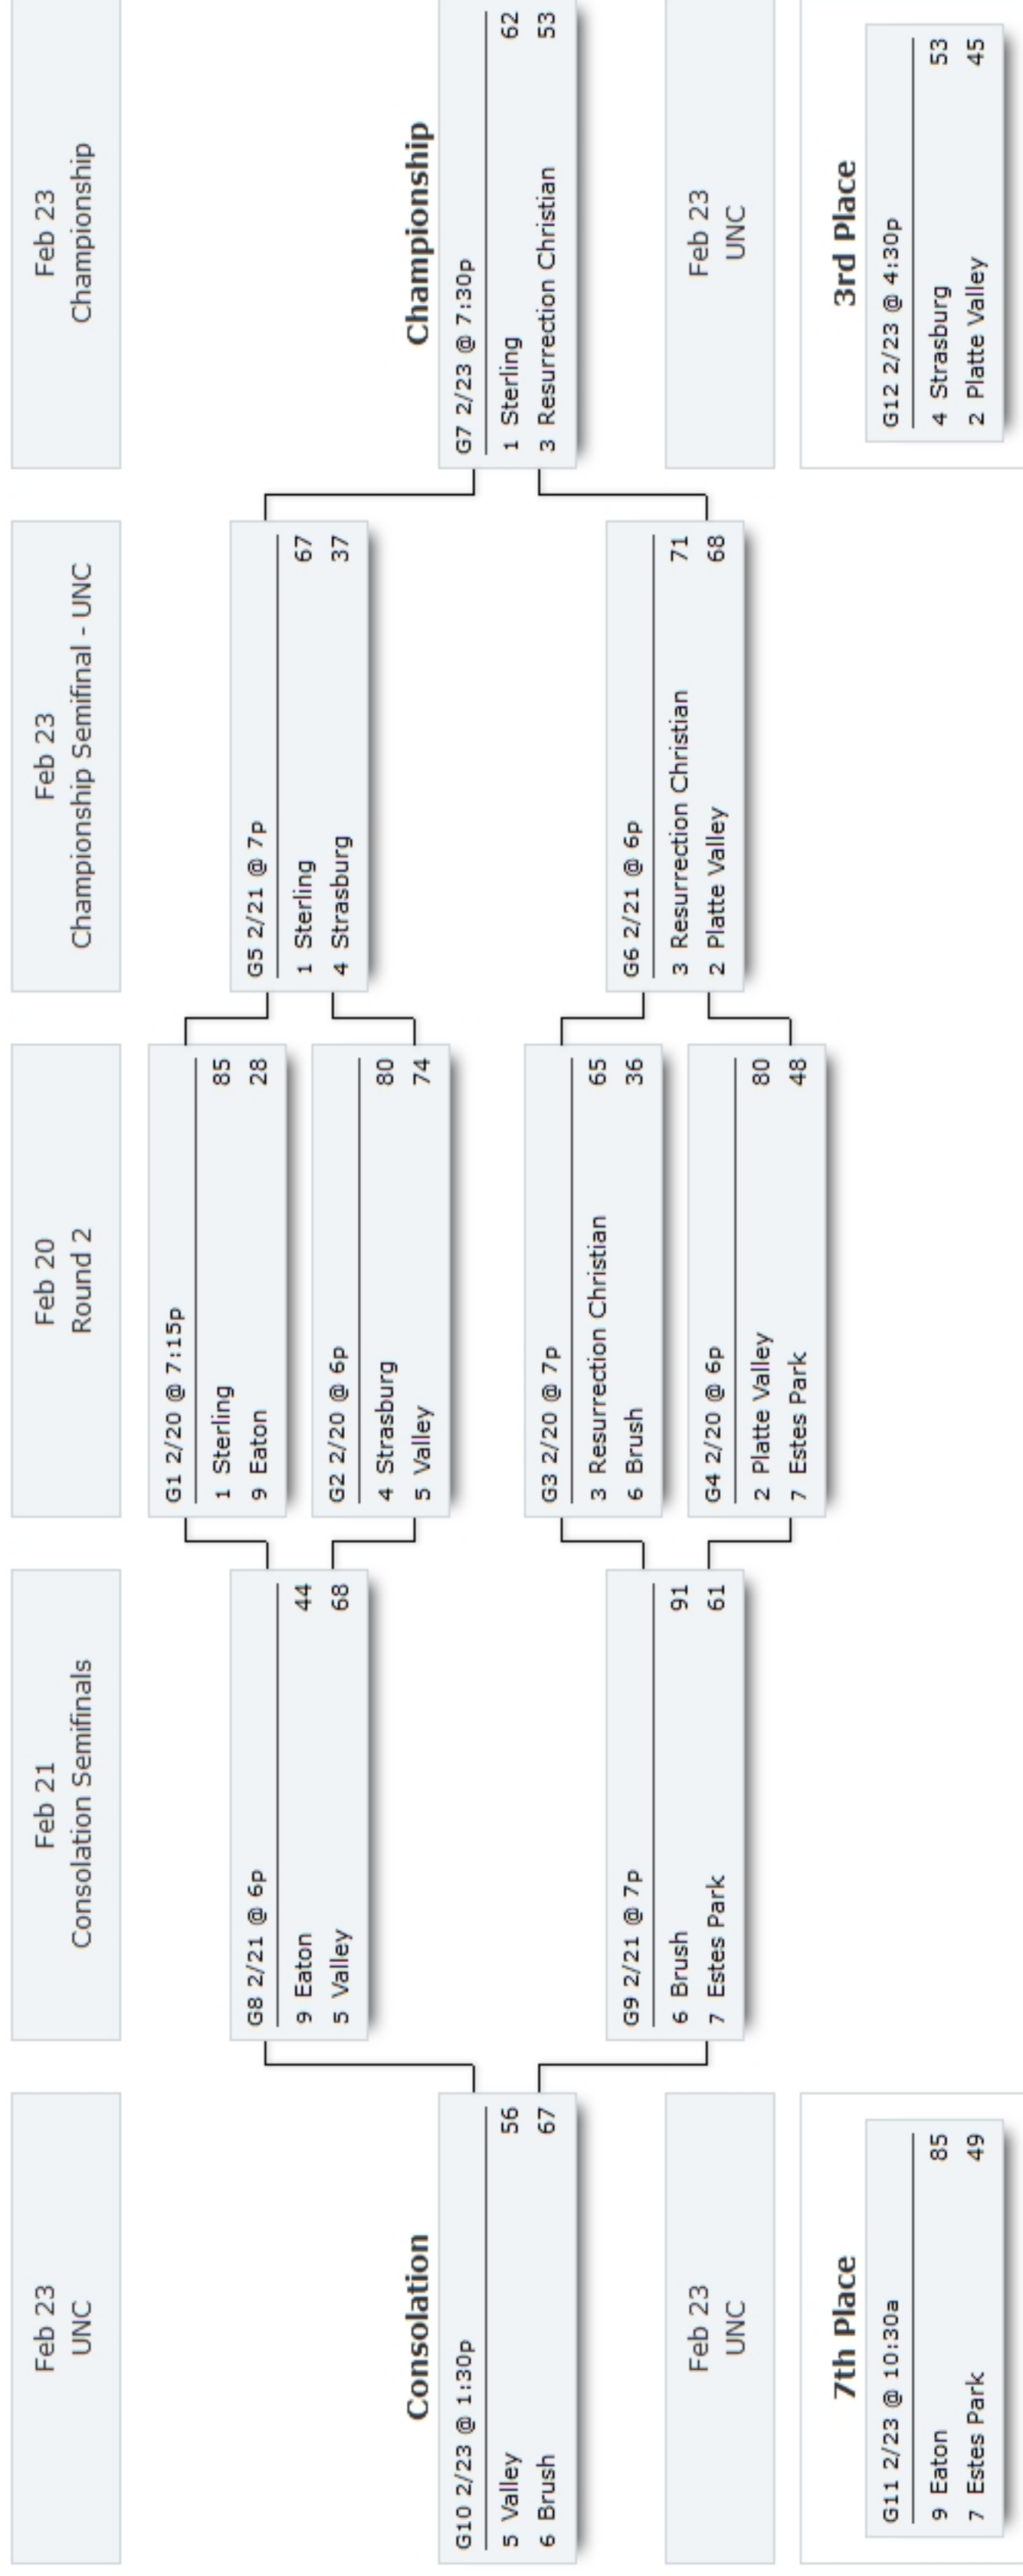 Feb 23
UNC
Feb 21
Consolation Semifinals
Feb 20
Round 2
Feb 23
Championship Semifinal - UNC
Feb 23
Championship
Consolation
G10 2/23 @ 1:30p
5 Valley 56
6 Brush 67
G8 2/21 @ 6p
9 Eaton 44
5 Valley 68
G9 2/21 @ 7p
6 Brush 91
7 Estes Park 61
G1 2/20 @ 7:15p
1 Sterling 85
9 Eaton 28
G2 2/20 @ 6p
4 Strasburg 80
5 Valley 74
G3 2/20 @ 7p
3 Resurrection Christian 65
6 Brush 36
G4 2/20 @ 6p
2 Platte Valley 80
7 Estes Park 48
G5 2/21 @ 7p
1 Sterling 67
4 Strasburg 37
G6 2/21 @ 6p
3 Resurrection Christian 71
2 Platte Valley 68
Championship
G7 2/23 @ 7:30p
1 Sterling 62
3 Resurrection Christian 53
Feb 23
UNC
7th Place
G11 2/23 @ 10:30a
9 Eaton 85
7 Estes Park 49
Feb 23
UNC
3rd Place
G12 2/23 @ 4:30p
4 Strasburg 53
2 Platte Valley 45